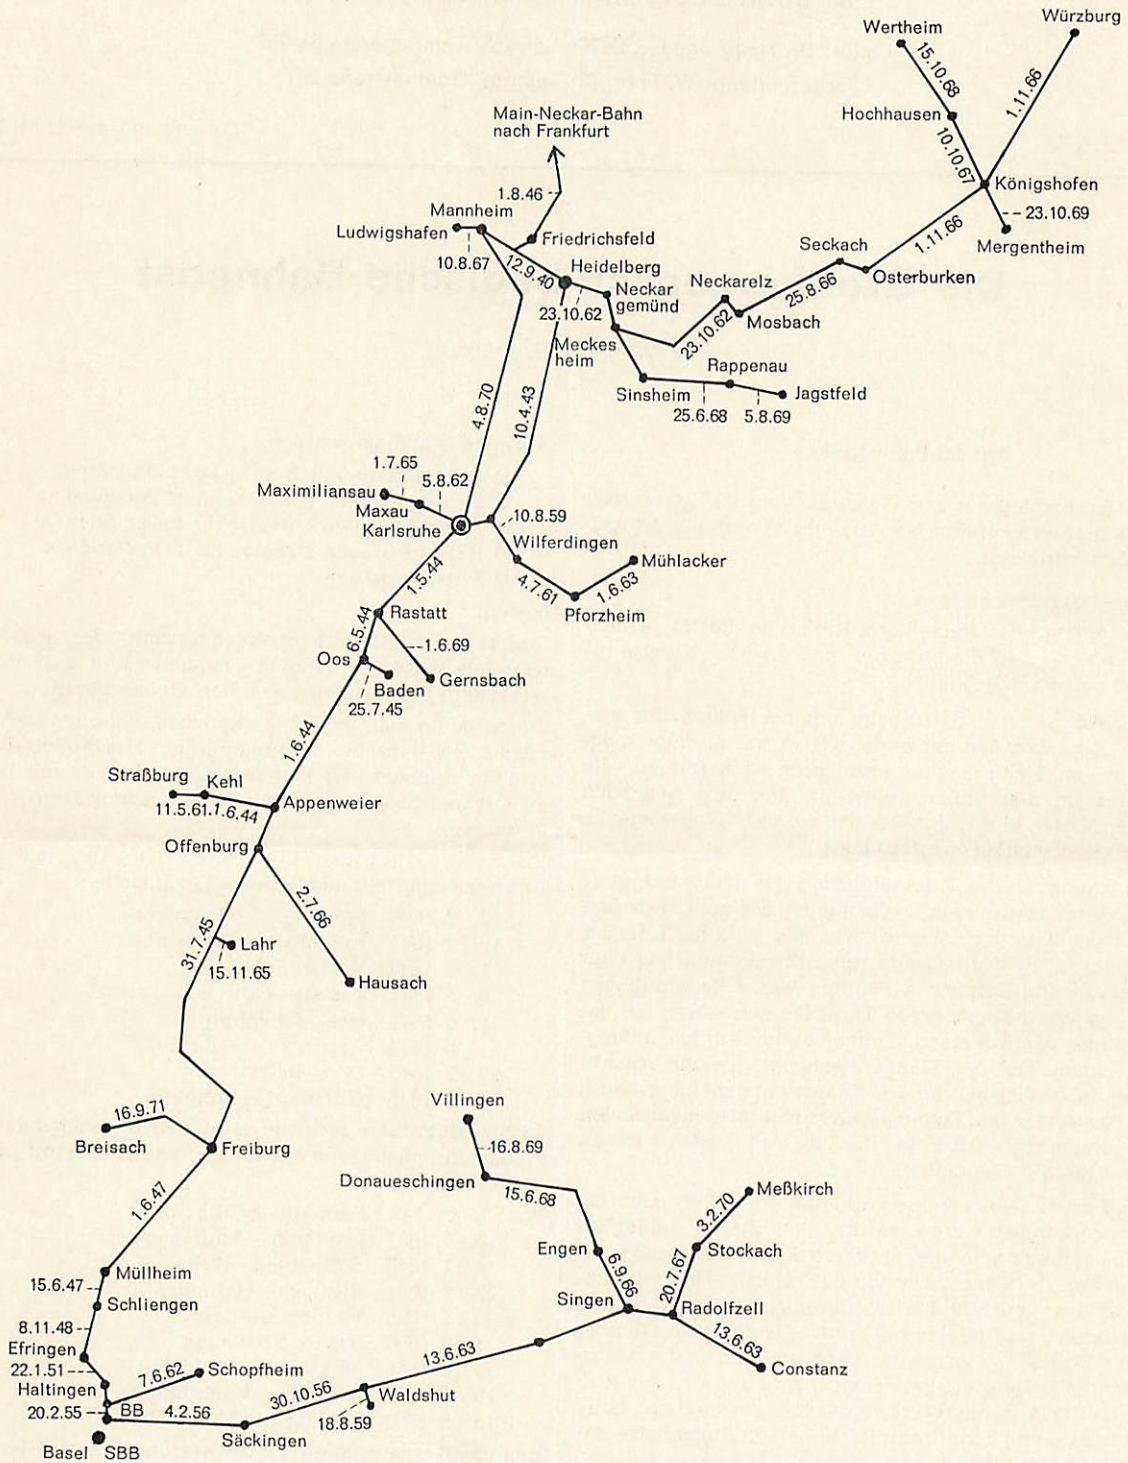 Würzburg
Wertheim
15.10.68
1.11.66
Hochhausen
10.10.67
Main-Neckar-Bahn
nach Frankfurt
Königshofen
1.8.46
23.10.69
Mannheim
Ludwigshafen
Friedrichsfeld
Mergentheim
1.11.66
Seckach
10.8.67
12.9.40
Heidelberg
Osterburken
Neckarelz
25.8.66
Neckar
gemünd
23.10.62
Mosbach
23.10.62
Meckes
heim
Rappenau
Sinsheim
Jagstfeld
25.6.68
5.8.69
4.8.70
10.4.43
1.7.65
5.8.62
Maximiliansau
Maxau
Karlsruhe
10.8.59
Wilferdingen
Mühlacker
4.7.61
1.6.63
Pforzheim
1.5.44
Rastatt
6.5.44
1.6.69
Oos
Baden
Gernsbach
25.7.45
1.6.44
Straßburg
Kehl
11.5.61
1.6.44
Appenweier
Offenburg
2.7.66
31.7.45
Lahr
15.11.65
Hausach
16.9.71
Breisach
Freiburg
Villingen
16.8.69
Donaueschingen
15.6.68
Meßkirch
3.2.70
1.6.47
Engen
Stockach
6.9.66
20.7.67
Müllheim
15.6.47
Schliengen
Singen
Radolfzell
8.11.48
13.6.63
Efringen
22.1.51
7.6.62
Schopfheim
13.6.63
Constanz
Haltingen
30.10.56
Waldshut
20.2.55
BB
4.2.56
18.8.59
Säckingen
Basel
SBB